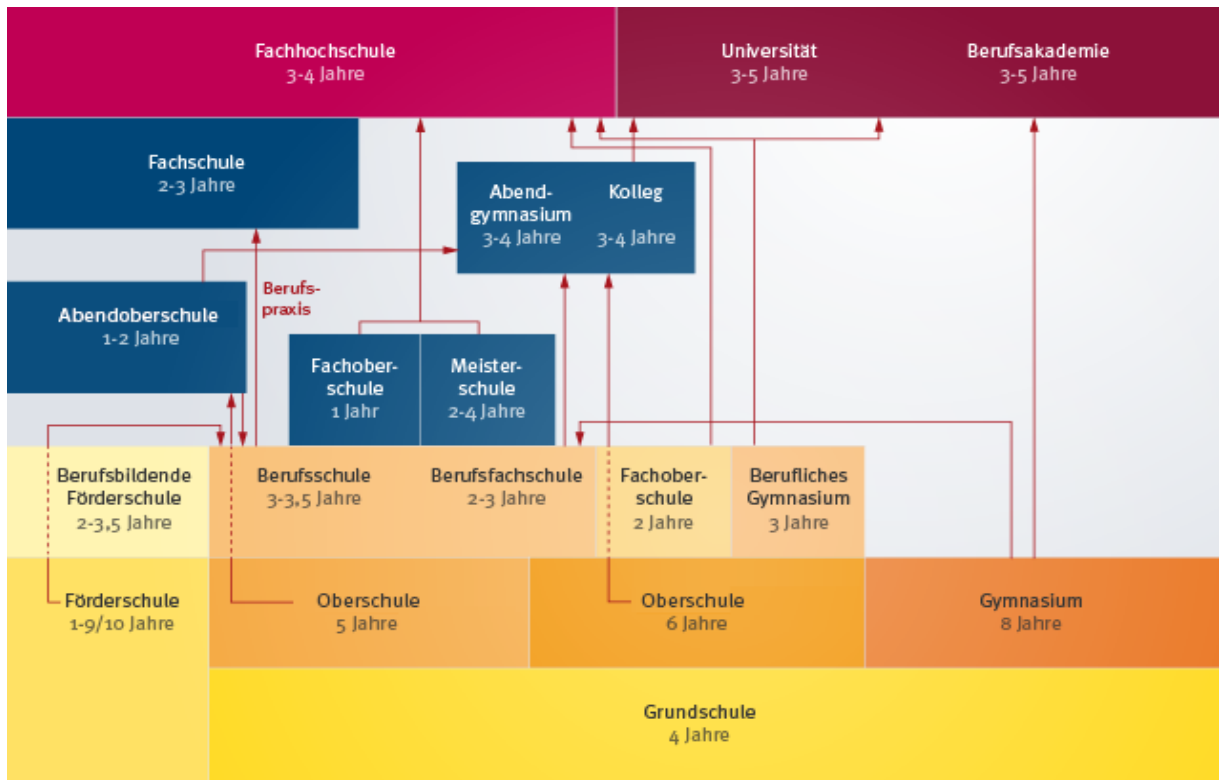 Fachhochschule
3-4 Jahre
Universität
3-5 Jahre
Berufsakademie
3-5 Jahre
Fachschule
2-3 Jahre
Abend-
gymnasium
3-4 Jahre
Kolleg
3-4 Jahre
Abendoberschule
1-2 Jahre
Berufs-
praxis
Fachober-
schule
1 Jahr
Meister-
schule
2-4 Jahre
Berufsbildende
Förderschule
2-3,5 Jahre
Berufsschule
3-3,5 Jahre
Berufsfachschule
2-3 Jahre
Fachober-
schule
2 Jahre
Berufliches
Gymnasium
3 Jahre
Förderschule
1-9/10 Jahre
Oberschule
5 Jahre
Oberschule
6 Jahre
Gymnasium
8 Jahre
Grundschule
4 Jahre